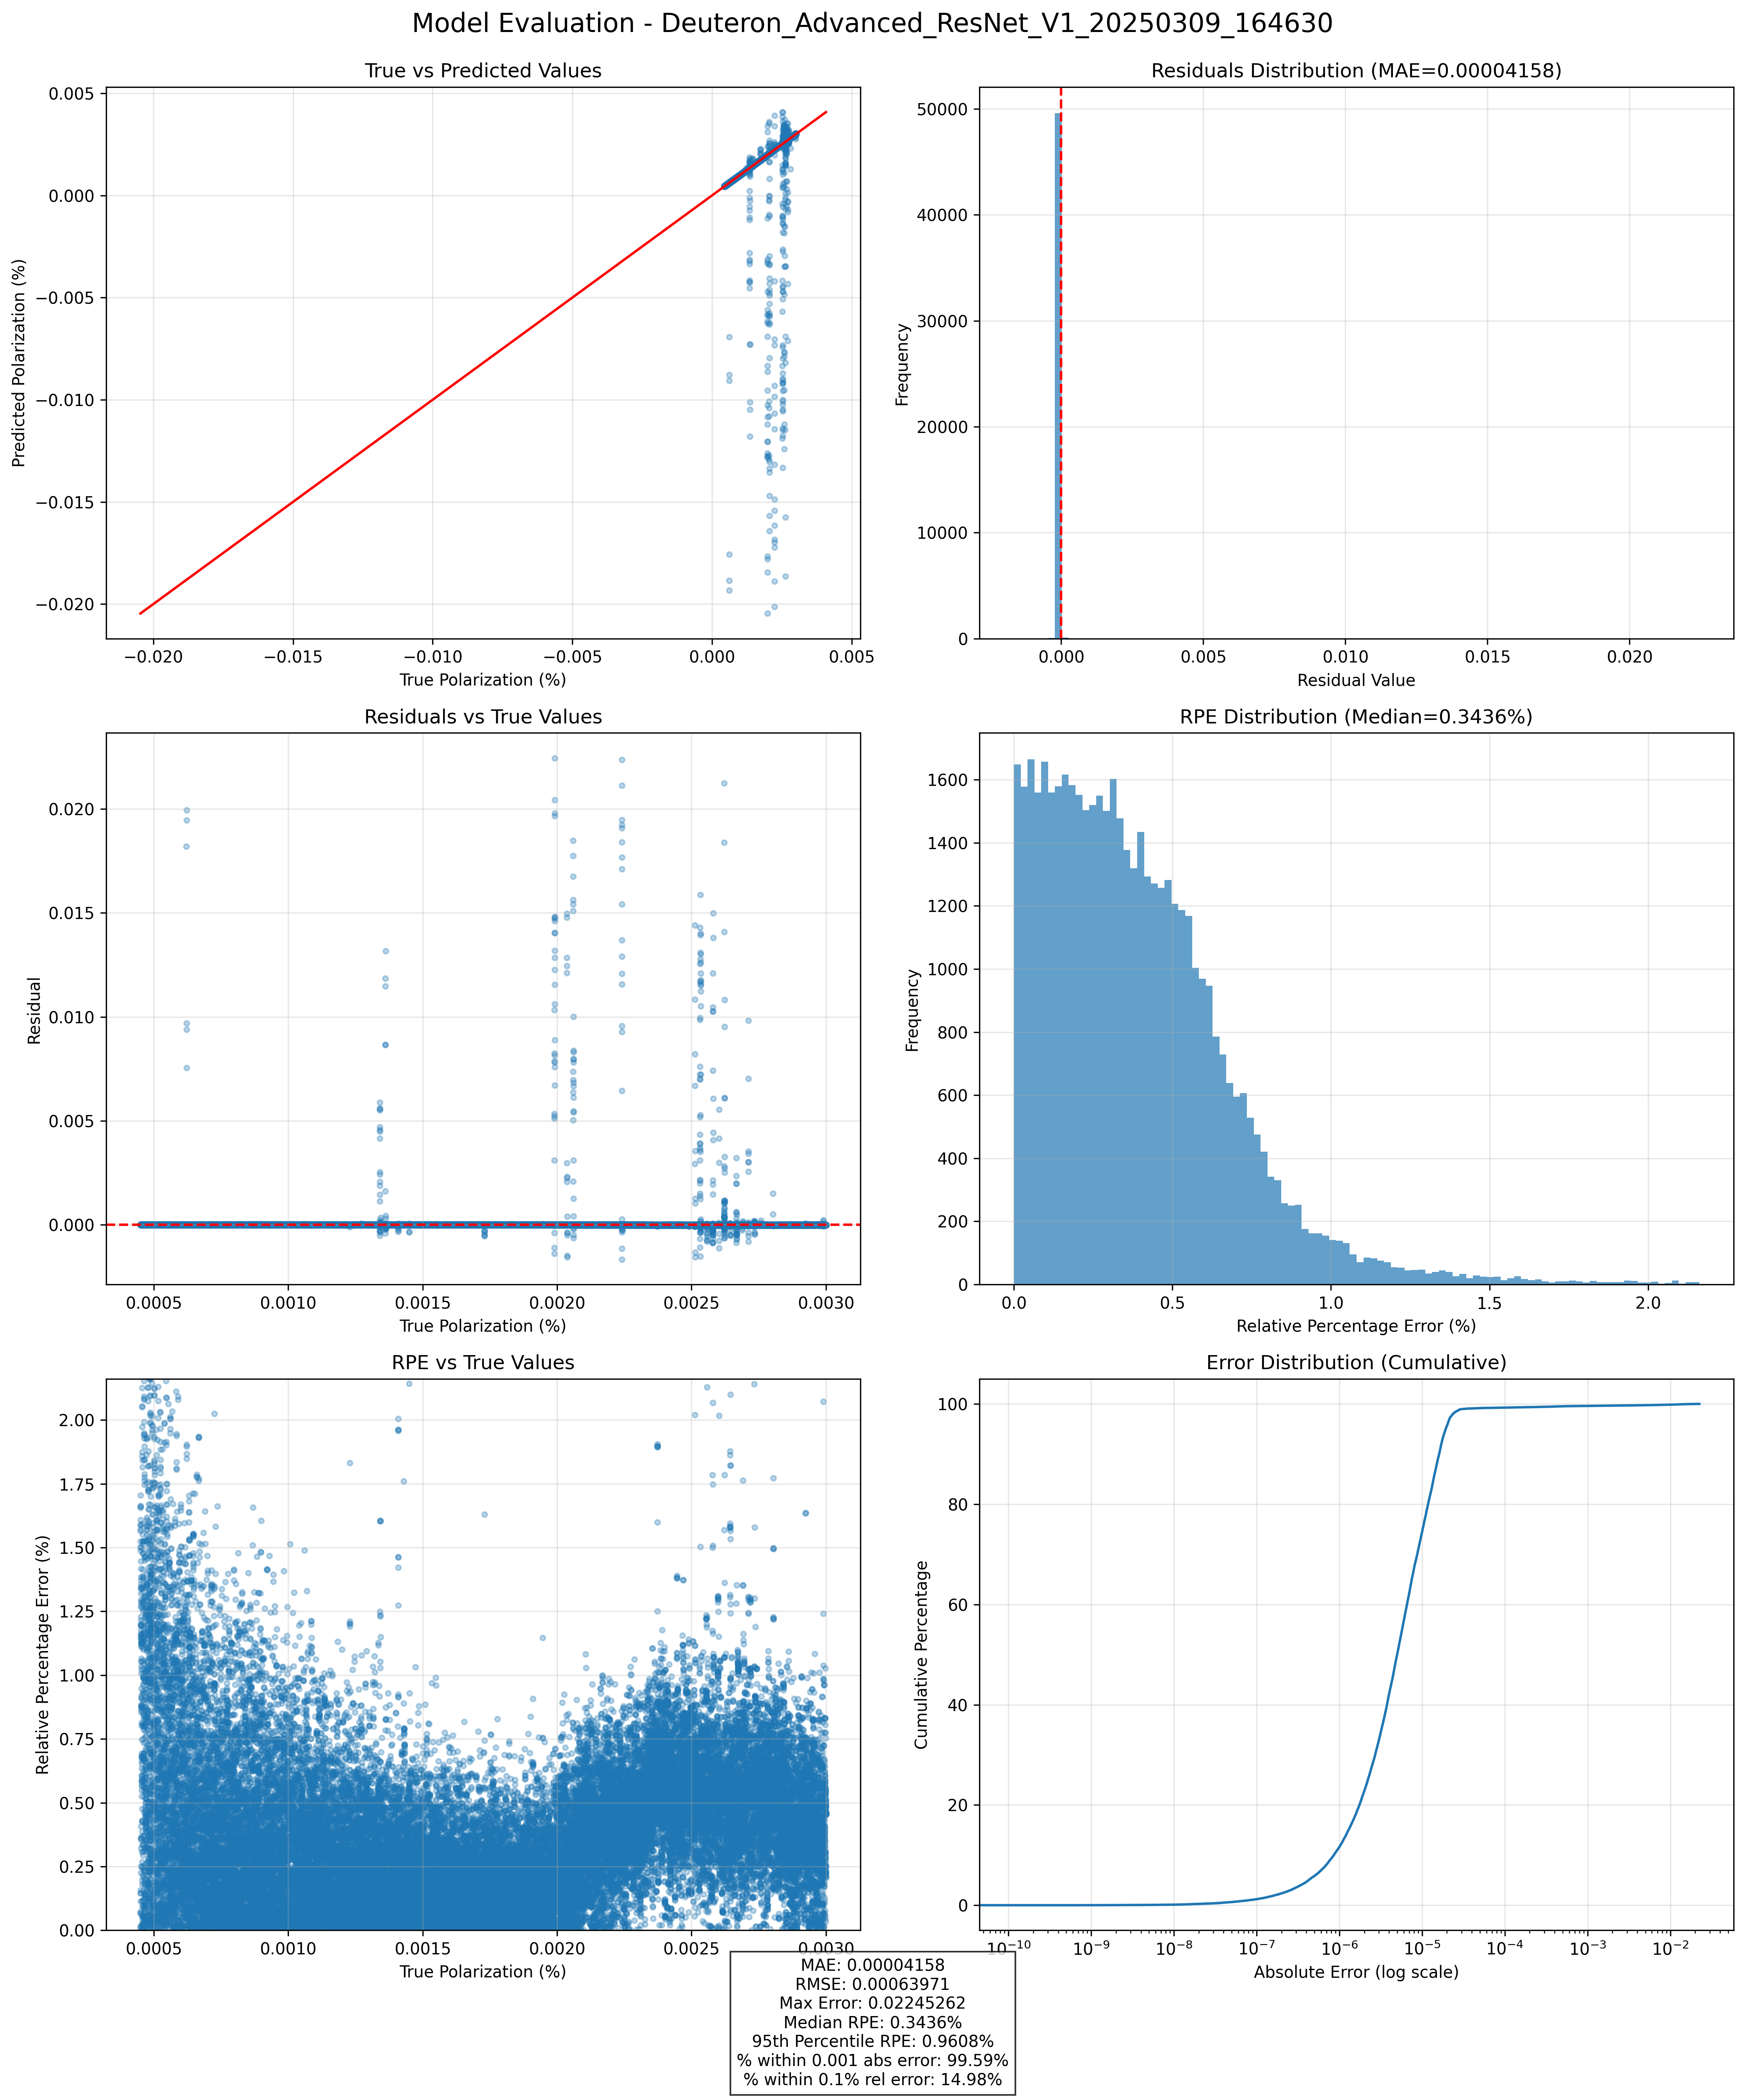 Model Evaluation - Deuteron_Advanced_ResNet_V1_20250309_164630
True vs Predicted Values
0.005
0.000
−0.005
−0.010
−0.015
−0.020
Predicted Polarization (%)
−0.020 −0.015 −0.010 −0.005 0.000 0.005
True Polarization (%)
Residuals Distribution (MAE=0.00004158)
50000
40000
30000
20000
10000
0
Frequency
0.000 0.005 0.010 0.015 0.020
Residual Value
Residuals vs True Values
0.020
0.015
0.010
0.005
0.000
Residual
0.0005 0.0010 0.0015 0.0020 0.0025 0.0030
True Polarization (%)
RPE Distribution (Median=0.3436%)
1600
1400
1200
1000
800
600
400
200
0
Frequency
0.0 0.5 1.0 1.5 2.0
Relative Percentage Error (%)
RPE vs True Values
2.00
1.75
1.50
1.25
1.00
0.75
0.50
0.25
0.00
Relative Percentage Error (%)
0.0005 0.0010 0.0015 0.0020 0.0025 0.0030
True Polarization (%)
Error Distribution (Cumulative)
100
80
60
40
20
0
Cumulative Percentage
10⁻¹⁰ 10⁻⁹ 10⁻⁸ 10⁻⁷ 10⁻⁶ 10⁻⁵ 10⁻⁴ 10⁻³ 10⁻²
Absolute Error (log scale)
MAE: 0.00004158
RMSE: 0.00063971
Max Error: 0.02245262
Median RPE: 0.3436%
95th Percentile RPE: 0.9608%
% within 0.001 abs error: 99.59%
% within 0.1% rel error: 14.98%